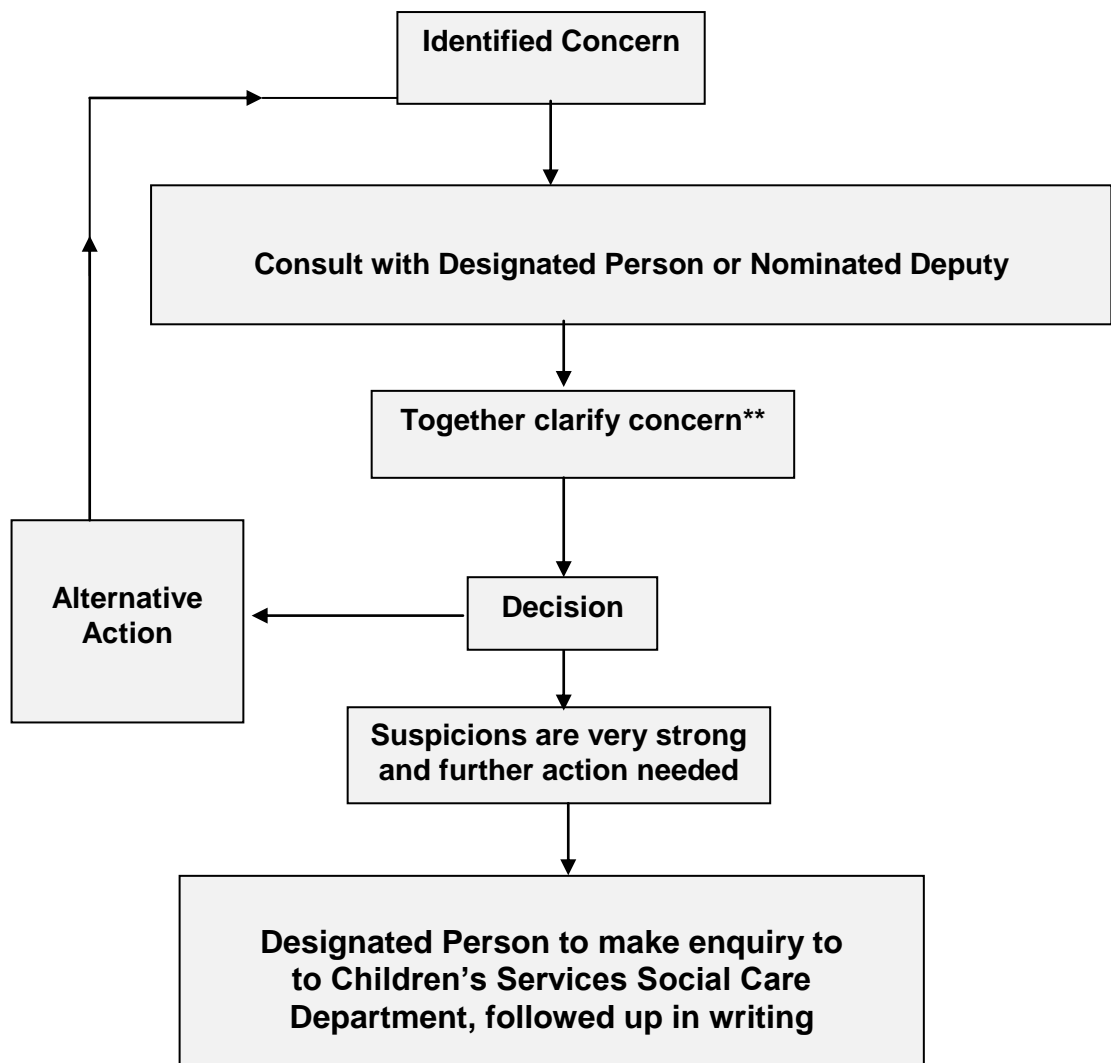 Identified Concern
Consult with Designated Person or Nominated Deputy
Together clarify concern**
Alternative
Action
Decision
Suspicions are very strong
and further action needed
Designated Person to make enquiry to
to Children’s Services Social Care
Department, followed up in writing